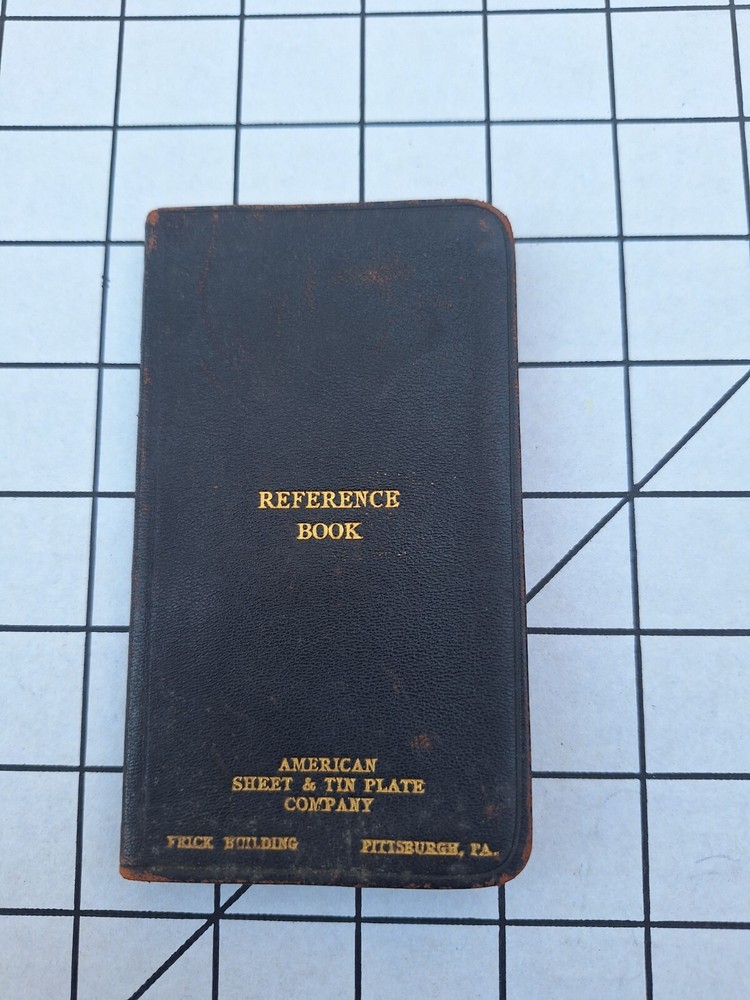 REFERENCE
BOOK
AMERICAN
SHEET & TIN PLATE
COMPANY
FRICK BUILDING PITTSBURGH, PA.